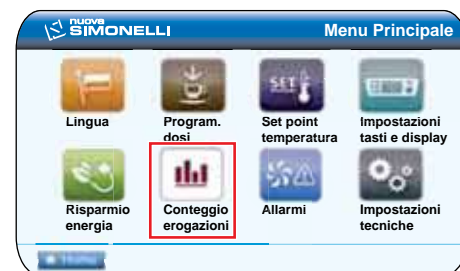 nuova
SIMONELLI
Menu Principale
Lingua
Program.
dosi
Set point
temperatura
Impostazioni
tasti e display
Risparmio
energia
Conteggio
erogazioni
Allarmi
Impostazioni
tecniche
SET
Home